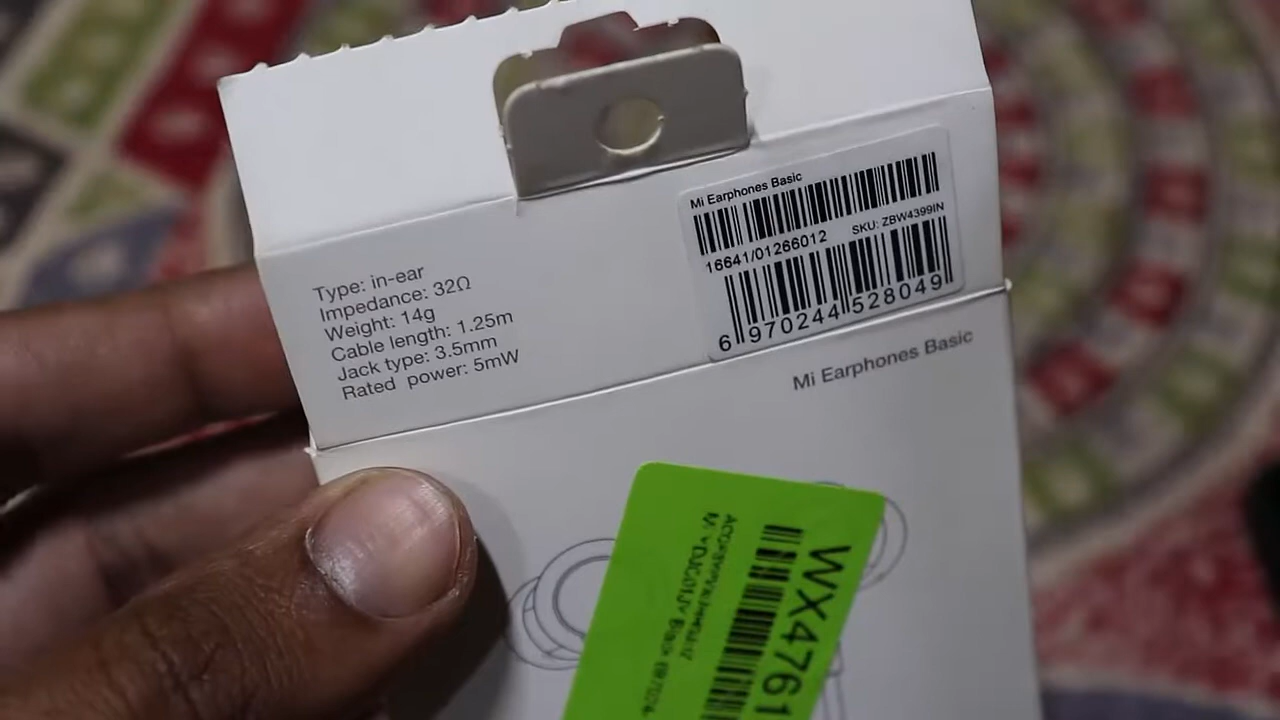 Type: in-ear
Impedance: 32Ω
Weight: 14g
Cable length: 1.25m
Jack type: 3.5mm
Rated power: 5mW
Mi Earphones Basic
16641/01266012
SKU: ZBW4399IN
6 970244 528049
Mi Earphones Basic
WX4761